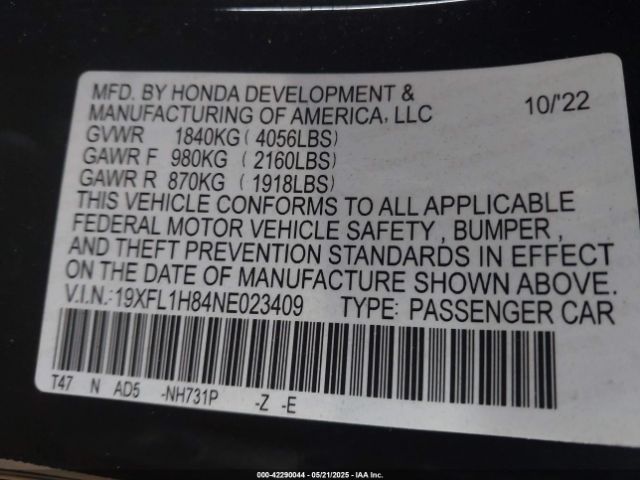 MFD. BY HONDA DEVELOPMENT &
MANUFACTURING OF AMERICA, LLC 10/'22
GVWR 1840KG ( 4056LBS)
GAWR F 980KG ( 2160LBS)
GAWR R 870KG ( 1918LBS)
THIS VEHICLE CONFORMS TO ALL APPLICABLE
FEDERAL MOTOR VEHICLE SAFETY , BUMPER ,
AND THEFT PREVENTION STANDARDS IN EFFECT
ON THE DATE OF MANUFACTURE SHOWN ABOVE.
V.I.N.:19XFL1H84NE023409 TYPE: PASSENGER CAR
T47 N AD5 -NH731P -Z -E
000-42290044 - 05/21/2025 - IAA Inc.